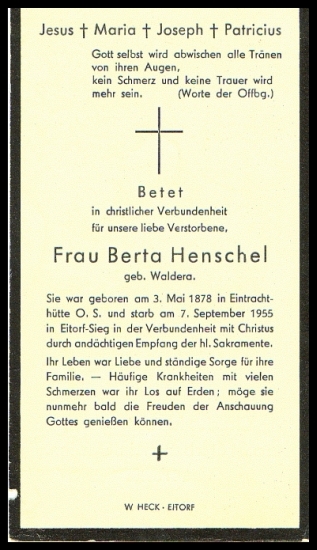 Jesus † Maria † Joseph † Patricius
Gott selbst wird abwischen alle Tränen
von ihren Augen,
kein Schmerz und keine Trauer wird
mehr sein. (Worte der Offbg.)
Betet
in christlicher Verbundenheit
für unsere liebe Verstorbene,
Frau Berta Henschel
geb. Waldera.
Sie war geboren am 3. Mai 1878 in Eintracht-
hütte O. S. und starb am 7. September 1955
in Eitorf-Sieg in der Verbundenheit mit Christus
durch andächtigen Empfang der hl. Sakramente.
Ihr Leben war Liebe und ständige Sorge für ihre
Familie. — Häufige Krankheiten mit vielen
Schmerzen war ihr Los auf Erden; möge sie
nunmehr bald die Freuden der Anschauung
Gottes genießen können.
W HECK · EITORF